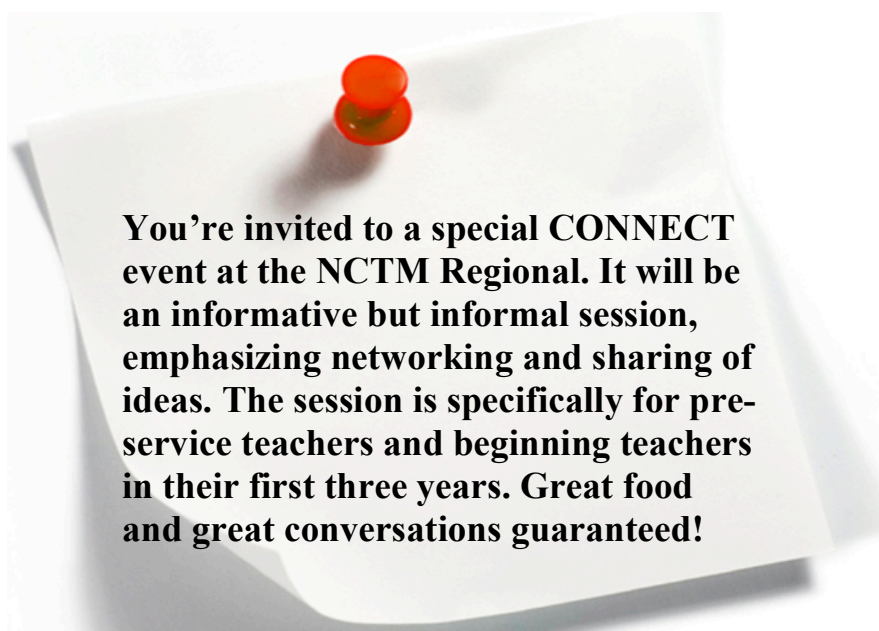 You’re invited to a special CONNECT
event at the NCTM Regional. It will be
an informative but informal session,
emphasizing networking and sharing of
ideas. The session is specifically for pre-
service teachers and beginning teachers
in their first three years. Great food
and great conversations guaranteed!